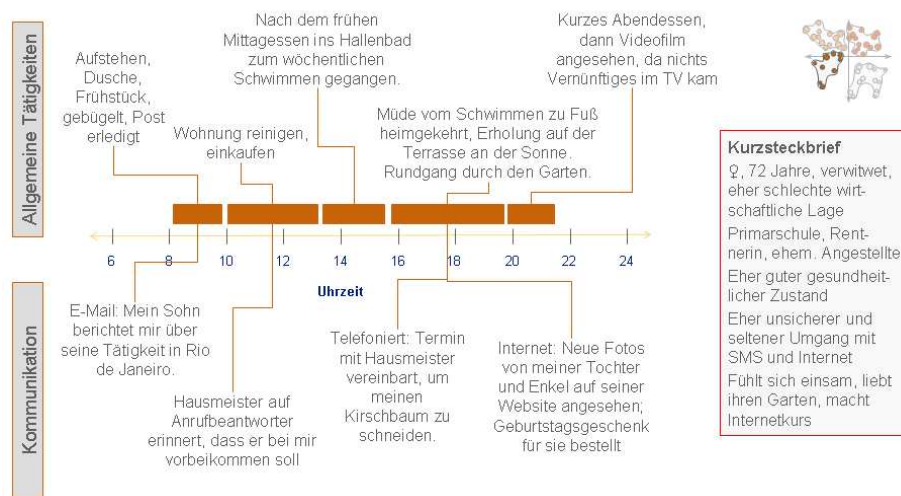 Allgemeine Tätigkeiten
Aufstehen,
Dusche,
Frühstück,
gebügelt, Post
erledigt
Wohnung reinigen,
einkaufen
Nach dem frühen
Mittagessen ins Hallenbad
zum wöchentlichen
Schwimmen gegangen.
Müde vom Schwimmen zu Fuß
heimgekehrt, Erholung auf der
Terrasse an der Sonne.
Rundgang durch den Garten.
Kurzes Abendessen,
dann Videofilm
angesehen, da nichts
Vernünftiges im TV kam
6 8 10 12 14 16 18 20 22 24
Uhrzeit
Kommunikation
E-Mail: Mein Sohn
berichtet mir über
seine Tätigkeit in Rio
de Janeiro.
Hausmeister auf
Anrufbeantworter
erinnert, dass er bei mir
vorbeikommen soll
Telefoniert: Termin
mit Hausmeister
vereinbart, um
meinen
Kirschbaum zu
schneiden.
Internet: Neue Fotos
von meiner Tochter
und Enkel auf seiner
Website angesehen;
Geburtstagsgeschenk
für sie bestellt
Kurzsteckbrief
♀, 72 Jahre, verwitwet,
eher schlechte wirt-
schaftliche Lage
Primarschule, Rent-
nerin, ehem. Angestellte
Eher guter gesundheit-
licher Zustand
Eher unsicherer und
seltener Umgang mit
SMS und Internet
Fühlt sich einsam, liebt
ihren Garten, macht
Internetkurs